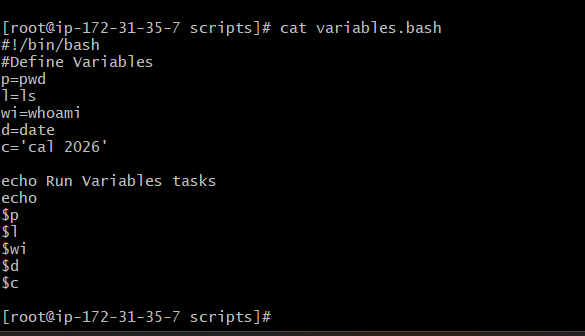 [root@ip-172-31-35-7 scripts]# cat variables.bash
#!/bin/bash
#Define Variables
p=pwd
l=ls
wi=whoami
d=date
c='cal 2026'
echo Run Variables tasks
echo
$p
$l
$wi
$d
$c
[root@ip-172-31-35-7 scripts]#